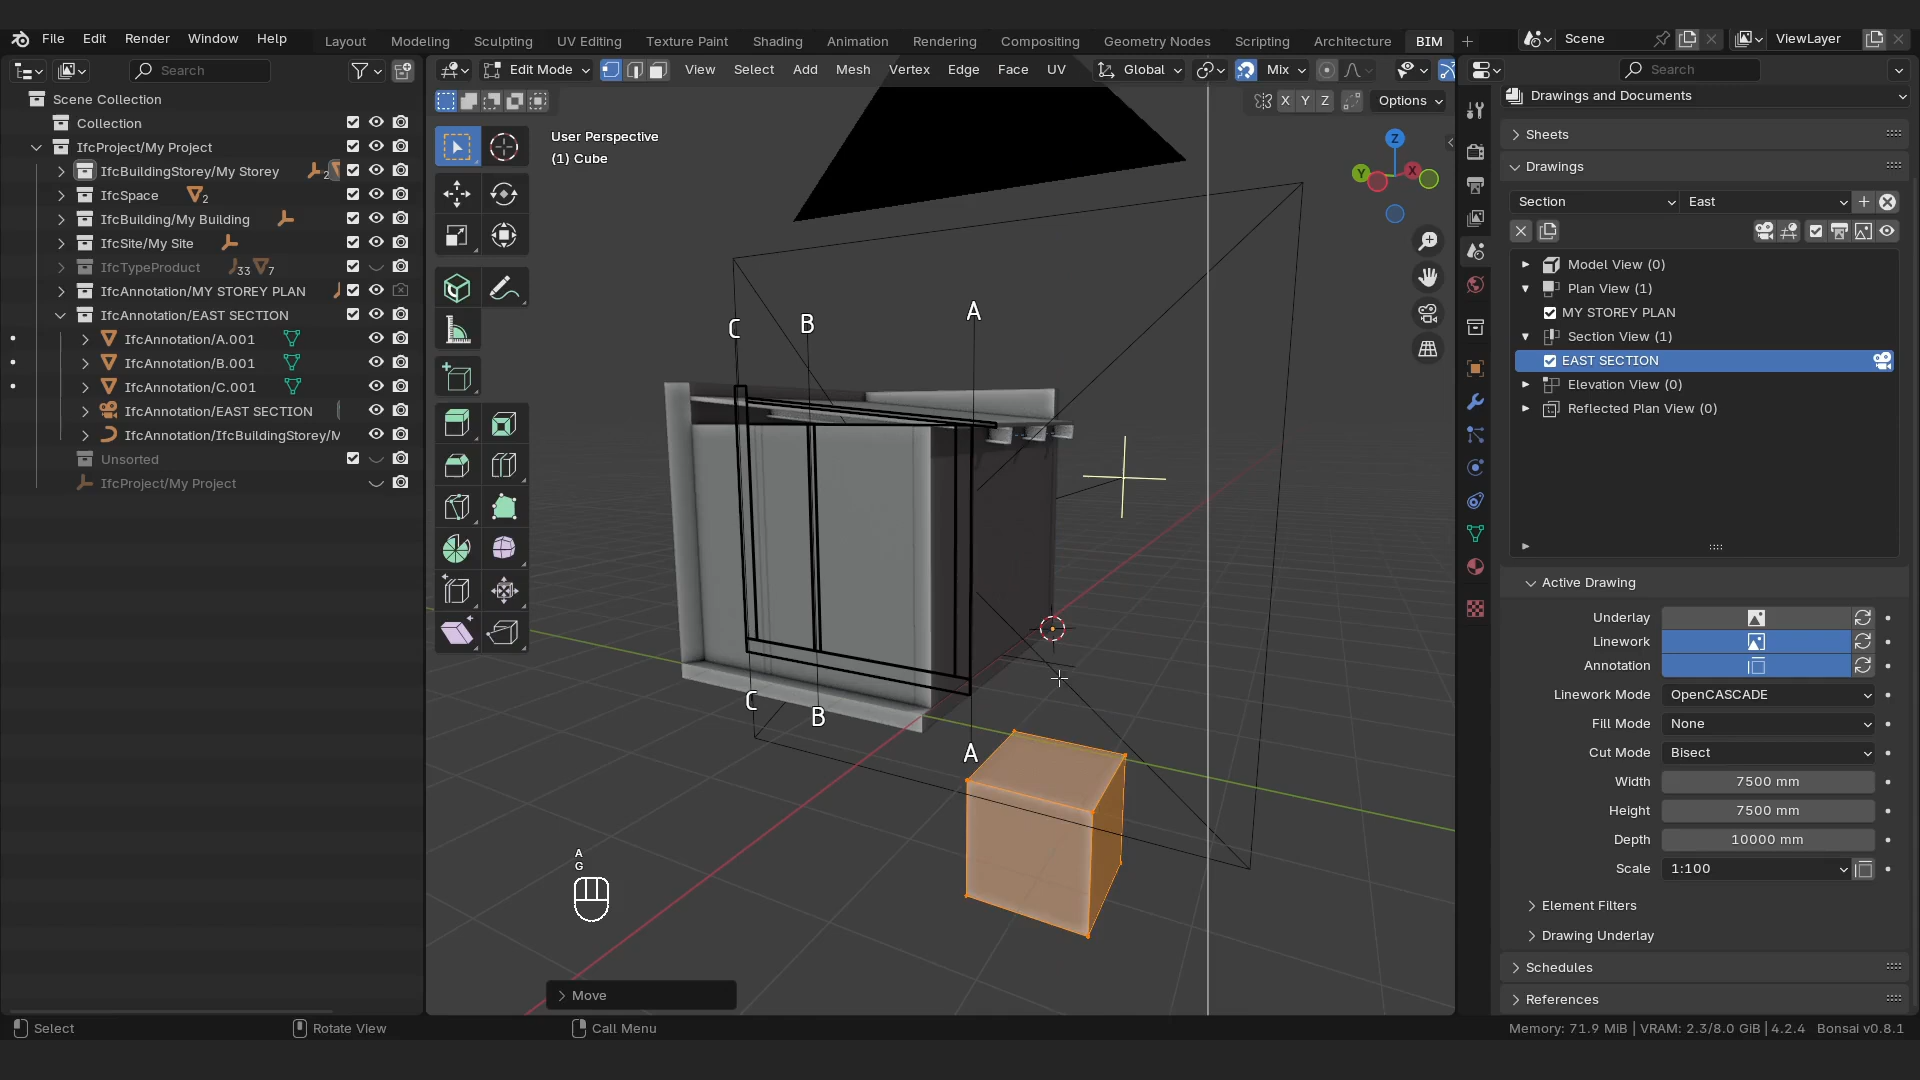 File Edit Render Window Help Layout Modeling Sculpting UV Editing Texture Paint Shading Animation Rendering Compositing Geometry Nodes Scripting Architecture BIM + Scene ViewLayer
Search Edit Mode View Select Add Mesh Vertex Edge Face UV Global Mix Search
Scene Collection
Collection
IfcProject/My Project
IfcBuildingStorey/My Storey 2
IfcSpace 2
IfcBuilding/My Building
IfcSite/My Site
IfcTypeProduct 33 7
IfcAnnotation/MY STOREY PLAN
IfcAnnotation/EAST SECTION
IfcAnnotation/A.001
IfcAnnotation/B.001
IfcAnnotation/C.001
IfcAnnotation/EAST SECTION
IfcAnnotation/IfcBuildingStorey/M
Unsorted
IfcProject/My Project
X Y Z Options
User Perspective
(1) Cube
Z
Y X
C B A
C B A
A
G
Move
Drawings and Documents
Sheets
Drawings
Section East
Model View (0)
Plan View (1)
MY STOREY PLAN
Section View (1)
EAST SECTION
Elevation View (0)
Reflected Plan View (0)
Active Drawing
Underlay
Linework
Annotation
Linework Mode OpenCASCADE
Fill Mode None
Cut Mode Bisect
Width 7500 mm
Height 7500 mm
Depth 10000 mm
Scale 1:100
Element Filters
Drawing Underlay
Schedules
References
Select Rotate View Call Menu Memory: 71.9 MiB | VRAM: 2.3/8.0 GiB | 4.2.4 Bonsai v0.8.1